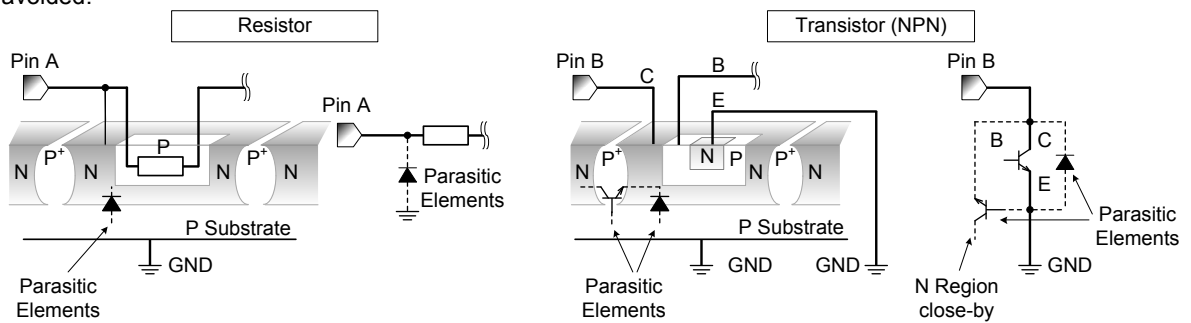 avoided.
Resistor
Transistor (NPN)
Pin A
Pin A
Pin B
C
B
E
Pin B
N
P+
N
P
N
P+
N
Parasitic
Elements
P Substrate
GND
Parasitic
Elements
N
P+
N
N
P
N
P+
N
P Substrate
GND
GND
Parasitic
Elements
B
C
E
Parasitic
Elements
GND
N Region
close-by